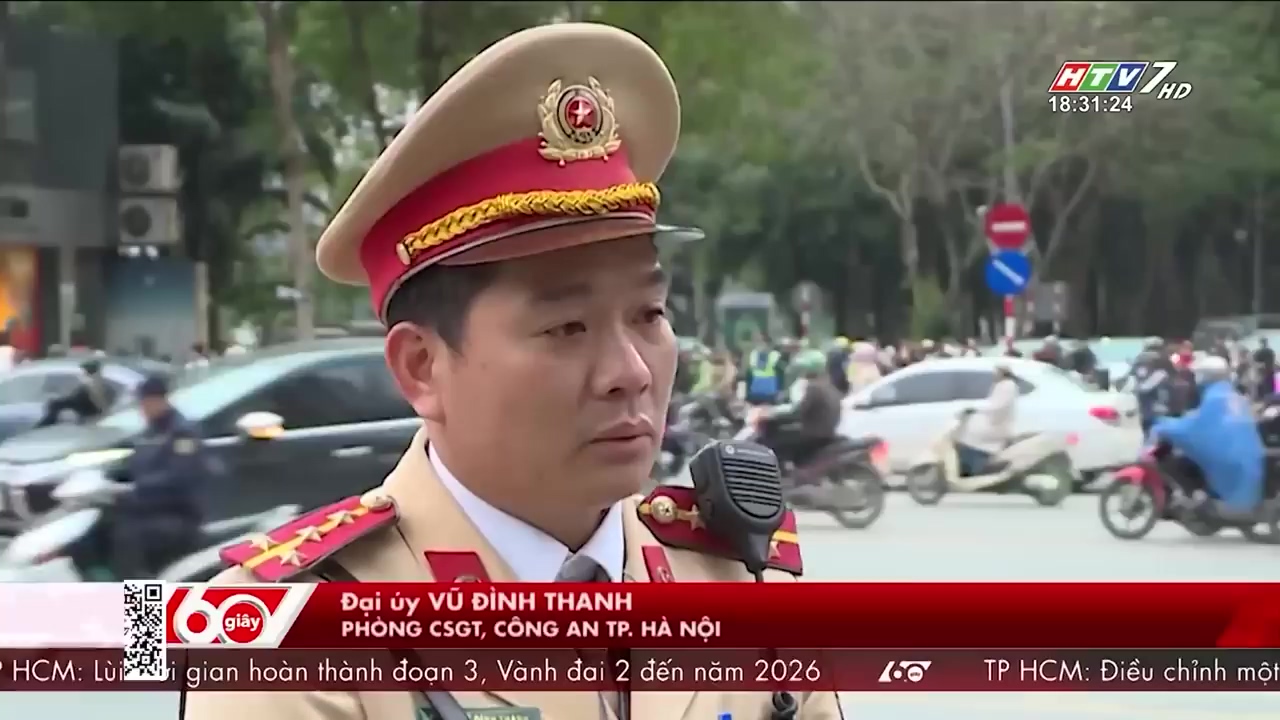 HTV7 HD
18:31:24
60 giây
Đại úy VŨ ĐÌNH THANH
PHÒNG CSGT, CÔNG AN TP. HÀ NỘI
P HCM: Lùi gian hoàn thành đoạn 3, Vành đai 2 đến năm 2026
60
TP HCM: Điều chỉnh một